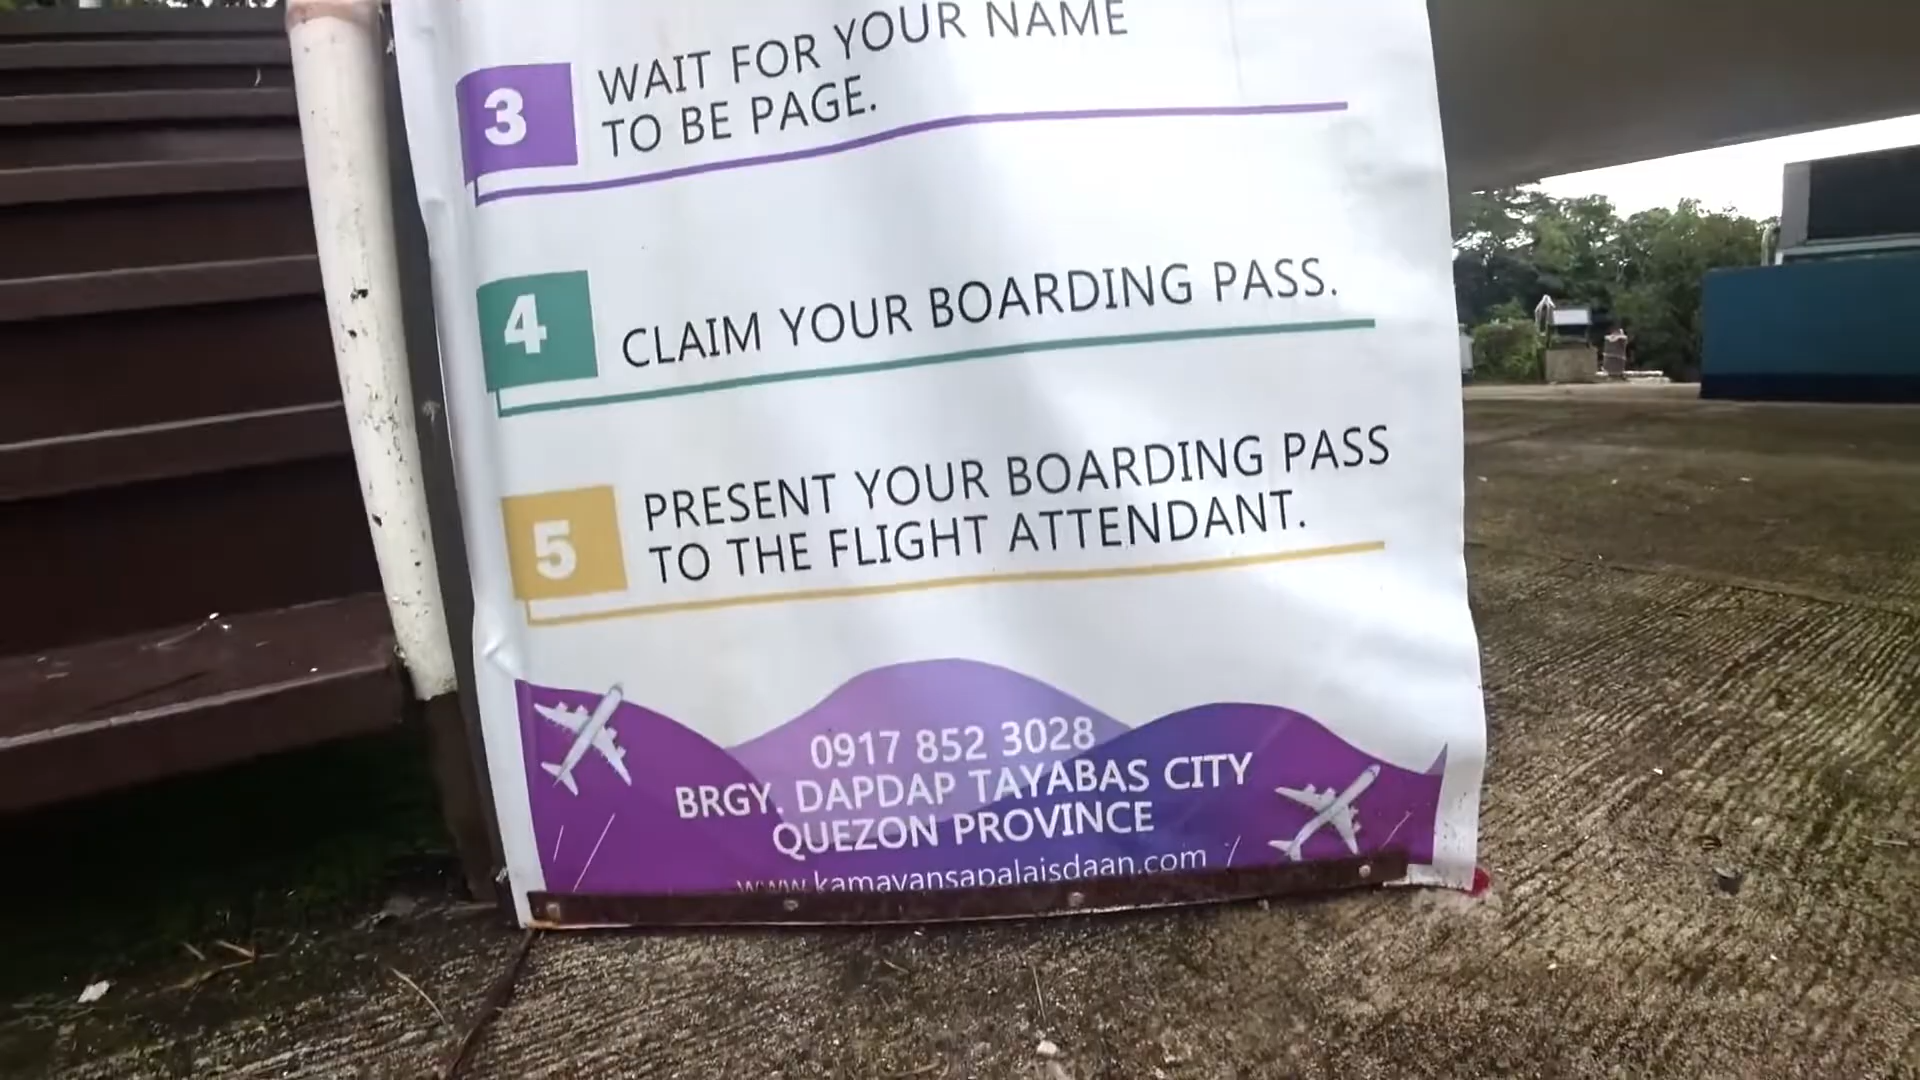 3
WAIT FOR YOUR NAME
TO BE PAGE.
4
CLAIM YOUR BOARDING PASS.
5
PRESENT YOUR BOARDING PASS
TO THE FLIGHT ATTENDANT.
0917 852 3028
BRGY. DAPDAP TAYABAS CITY
QUEZON PROVINCE
www.kamayansapalaisdaan.com